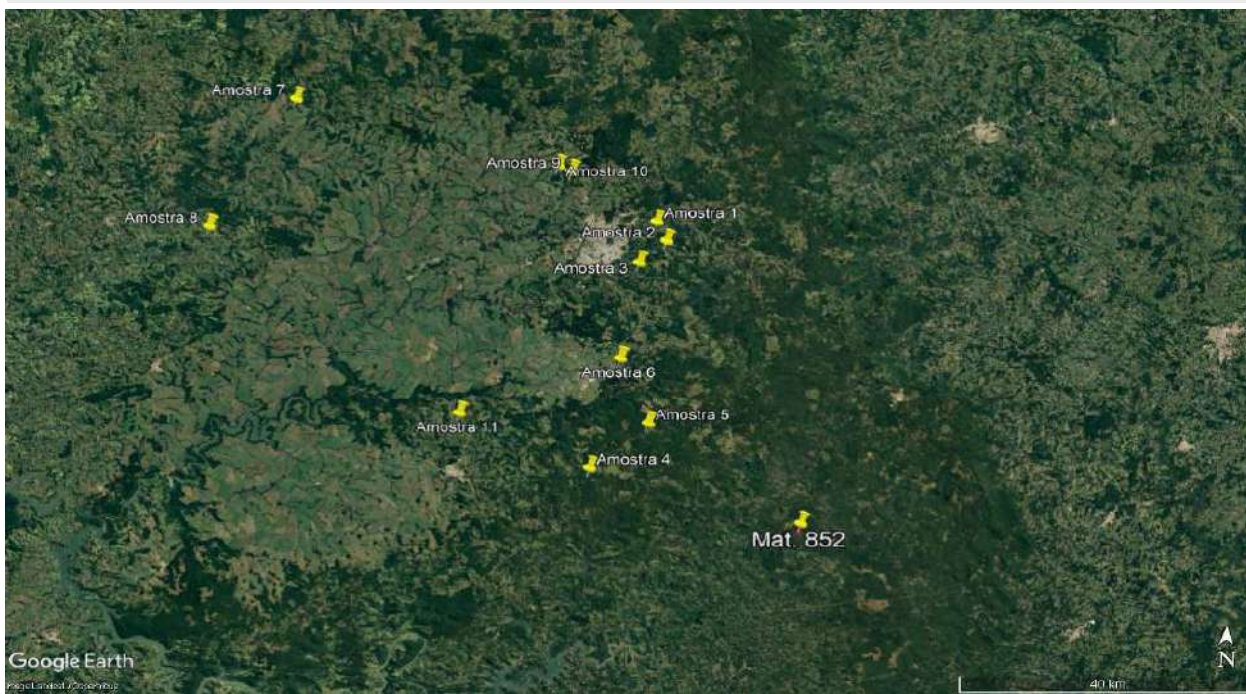 Amostra 7
Amostra 9
Amostra 10
Amostra 8
Amostra 1
Amostra 2
Amostra 3
Amostra 6
Amostra 11
Amostra 5
Amostra 4
Mat. 852
Google Earth
N
40 km